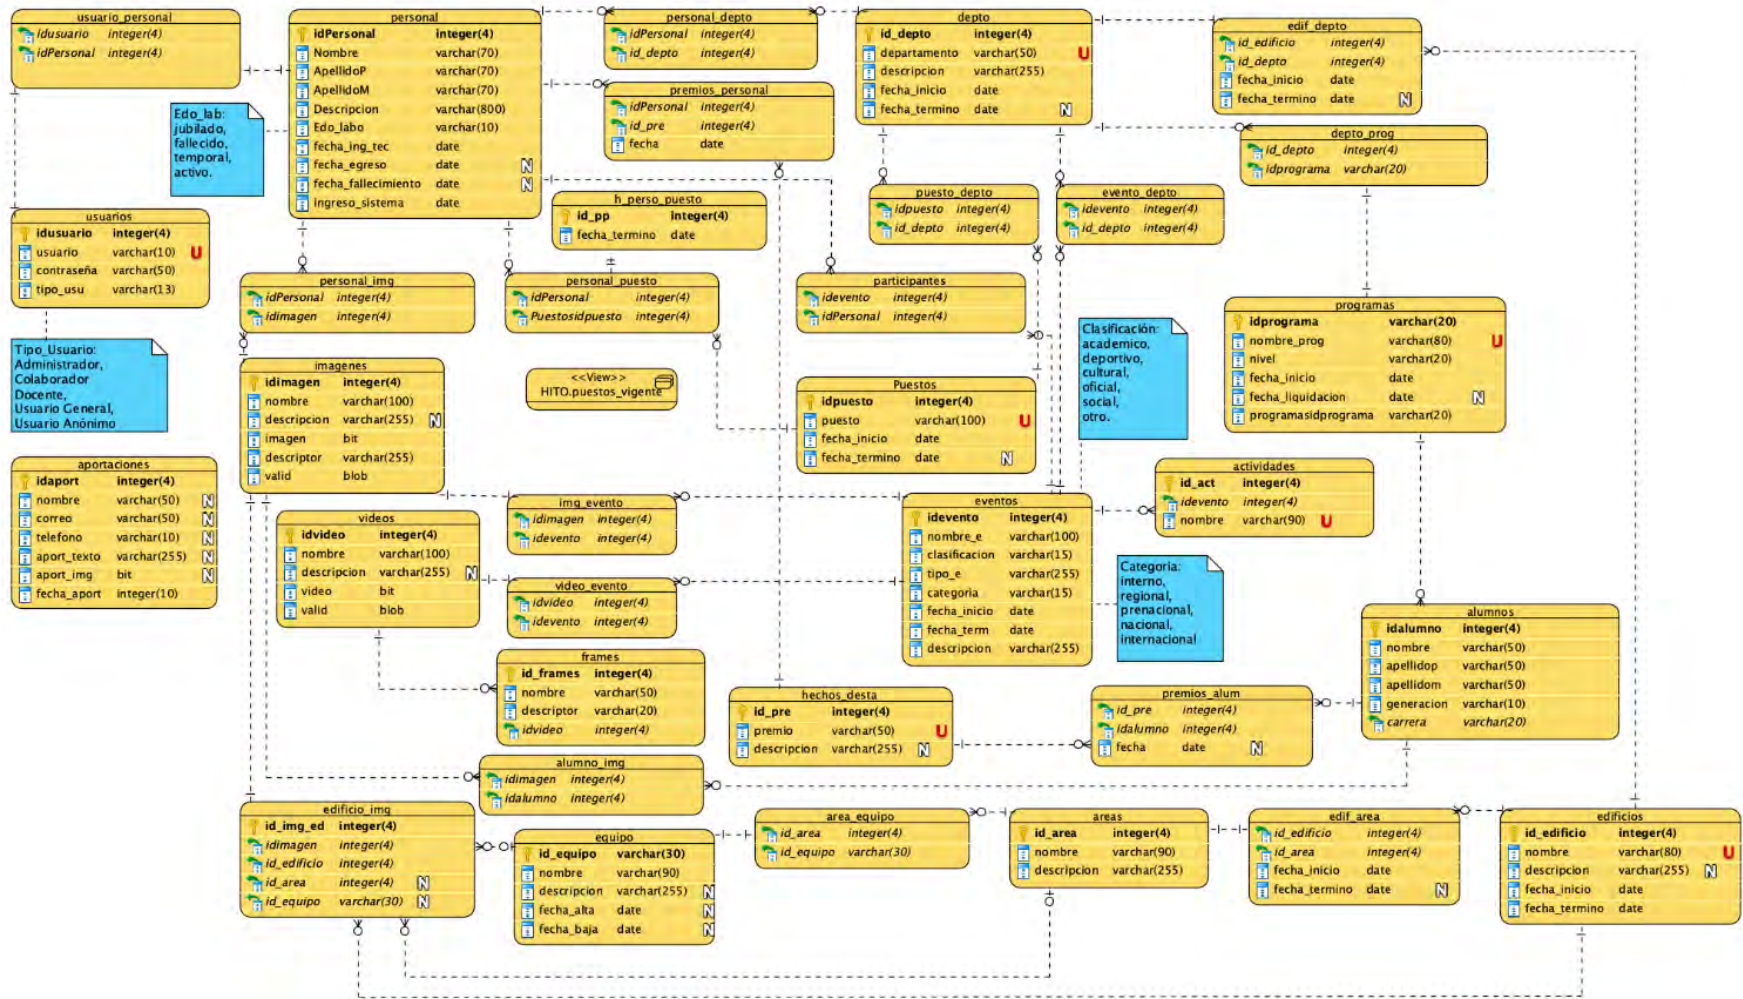 usuario_personal
idusuario integer(4)
idPersonal integer(4)
personal
idPersonal integer(4)
Nombre varchar(70)
ApellidoP varchar(70)
ApellidoM varchar(70)
Descripcion varchar(800)
Edo_labo varchar(10)
fecha_ing_tec date
fecha_egreso date N
fecha_fallecimiento date N
ingreso_sistema date
personal_depto
idPersonal integer(4)
id_depto integer(4)
depto
id_depto integer(4)
departamento varchar(50) U
descripcion varchar(255)
fecha_inicio date
fecha_termino date N
edif_depto
id_edificio integer(4)
id_depto integer(4)
fecha_inicio date
fecha_termino date N
premios_personal
idPersonal integer(4)
id_pre integer(4)
fecha date
Edo_lab:
jubilado,
fallecido,
temporal,
activo.
depto_prog
id_depto integer(4)
idprograma varchar(20)
h_perso_puesto
id_pp integer(4)
fecha_termino date
puesto_depto
idpuesto integer(4)
id_depto integer(4)
evento_depto
idevento integer(4)
id_depto integer(4)
usuarios
idusuario integer(4)
usuario varchar(10) U
contraseña varchar(50)
tipo_usu varchar(13)
personal_img
idPersonal integer(4)
idimagen integer(4)
personal_puesto
idPersonal integer(4)
Puestosidpuesto integer(4)
participantes
idevento integer(4)
idPersonal integer(4)
programas
idprograma varchar(20)
nombre_prog varchar(80) U
nivel varchar(20)
fecha_inicio date
fecha_liquidacion date N
programasidprograma varchar(20)
Tipo_Usuario:
Administrador,
Colaborador
Docente,
Usuario General,
Usuario Anónimo
imagenes
idimagen integer(4)
nombre varchar(100)
descripcion varchar(255) N
imagen bit
descriptor varchar(255)
valid blob
<<View>>
HITO.puestos_vigente
Puestos
idpuesto integer(4)
puesto varchar(100) U
fecha_inicio date
fecha_termino date N
Clasificación:
academico,
deportivo,
cultural,
oficial,
social,
otro.
aportaciones
idaport integer(4)
nombre varchar(50) N
correo varchar(50) N
telefono varchar(10) N
aport_texto varchar(255) N
aport_img bit N
fecha_aport integer(10)
actividades
id_act integer(4)
idevento integer(4)
nombre varchar(90) U
img_evento
idimagen integer(4)
idevento integer(4)
eventos
idevento integer(4)
nombre_e varchar(100)
clasificacion varchar(15)
tipo_e varchar(255)
categoria varchar(15)
fecha_inicio date
fecha_term date
descripcion varchar(255)
videos
idvideo integer(4)
nombre varchar(100)
descripcion varchar(255) N
video bit
valid blob
video_evento
idvideo integer(4)
idevento integer(4)
Categoria:
interno,
regional,
prenacional,
nacional,
internacional
alumnos
idalumno integer(4)
nombre varchar(50)
apellidop varchar(50)
apellidom varchar(50)
generacion varchar(10)
carrera varchar(20)
frames
id_frames integer(4)
nombre varchar(50)
descriptor varchar(20)
idvideo integer(4)
hechos_desta
id_pre integer(4)
premio varchar(50) U
descripcion varchar(255) N
premios_alum
id_pre integer(4)
idalumno integer(4)
fecha date N
alumno_img
idimagen integer(4)
idalumno integer(4)
edificio_img
id_img_ed integer(4)
idimagen integer(4)
id_edificio integer(4)
id_area integer(4) N
id_equipo varchar(30) N
equipo
id_equipo varchar(30)
nombre varchar(90)
descripcion varchar(255) N
fecha_alta date N
fecha_baja date N
area_equipo
id_area integer(4)
id_equipo varchar(30)
areas
id_area integer(4)
nombre varchar(90)
descripcion varchar(255)
edif_area
id_edificio integer(4)
id_area integer(4)
fecha_inicio date
fecha_termino date N
edificios
id_edificio integer(4)
nombre varchar(80) U
descripcion varchar(255) N
fecha_inicio date
fecha_termino date